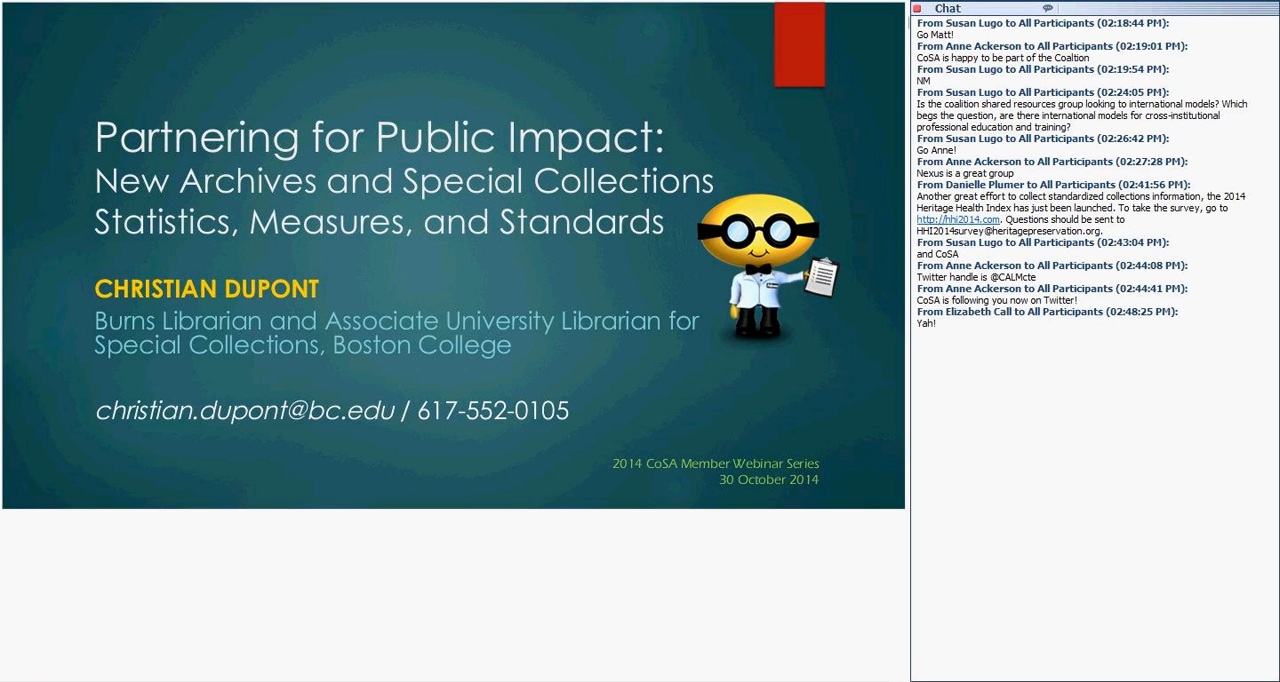 Partnering for Public Impact:
New Archives and Special Collections
Statistics, Measures, and Standards
CHRISTIAN DUPONT
Burns Librarian and Associate University Librarian for
Special Collections, Boston College
christian.dupont@bc.edu / 617-552-0105
2014 CoSA Member Webinar Series
30 October 2014
Chat
From Susan Lugo to All Participants (02:18:44 PM):
Go Matt!
From Anne Ackerson to All Participants (02:19:01 PM):
CoSA is happy to be part of the Coaltion
From Susan Lugo to All Participants (02:19:54 PM):
NM
From Susan Lugo to All Participants (02:24:05 PM):
Is the coalition shared resources group looking to international models? Which
begs the question, are there international models for cross-institutional
professional education and training?
From Susan Lugo to All Participants (02:26:42 PM):
Go Anne!
From Anne Ackerson to All Participants (02:27:28 PM):
Nexus is a great group
From Danielle Plumer to All Participants (02:41:56 PM):
Another great effort to collect standardized collections information, the 2014
Heritage Health Index has just been launched. To take the survey, go to
http://hhi2014.com. Questions should be sent to
HHI2014survey@heritagepreservation.org.
From Susan Lugo to All Participants (02:43:04 PM):
and CoSA
From Anne Ackerson to All Participants (02:44:08 PM):
Twitter handle is @CALMcte
From Anne Ackerson to All Participants (02:44:41 PM):
CoSA is following you now on Twitter!
From Elizabeth Call to All Participants (02:48:25 PM):
Yah!